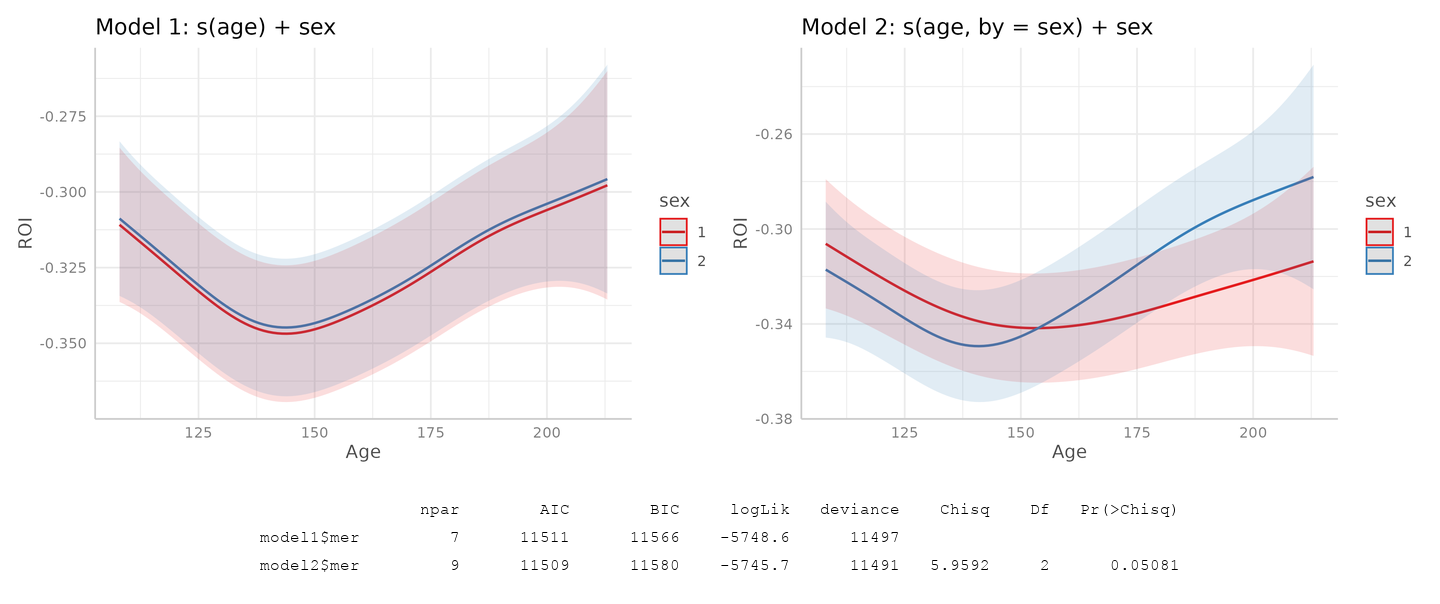 Model 1: s(age) + sex
-0.275
-0.300
-0.325
-0.350
ROI
125 150 175 200
Age
sex
1
2
Model 2: s(age, by = sex) + sex
-0.26
-0.30
-0.34
-0.38
ROI
125 150 175 200
Age
sex
1
2
npar AIC BIC logLik deviance Chisq Df Pr(>Chisq)
model1$mer 7 11511 11566 -5748.6 11497
model2$mer 9 11509 11580 -5745.7 11491 5.9592 2 0.05081